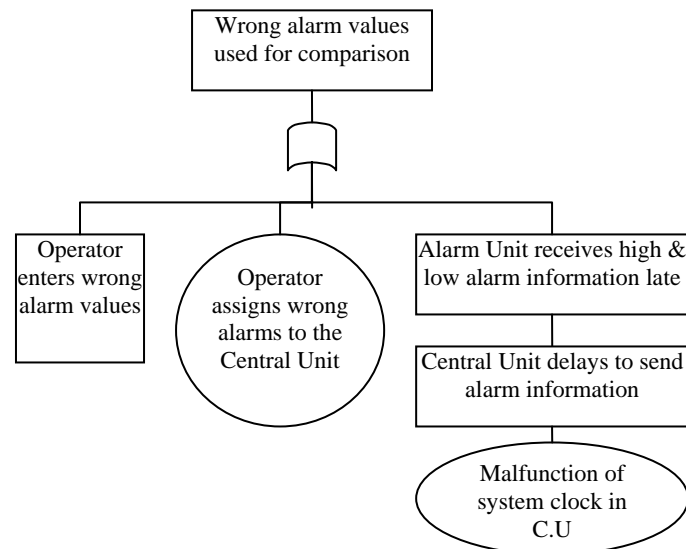 Wrong alarm values
used for comparison
Operator
enters wrong
alarm values
Operator
assigns wrong
alarms to the
Central Unit
Alarm Unit receives high &
low alarm information late
Central Unit delays to send
alarm information
Malfunction of
system clock in
C.U